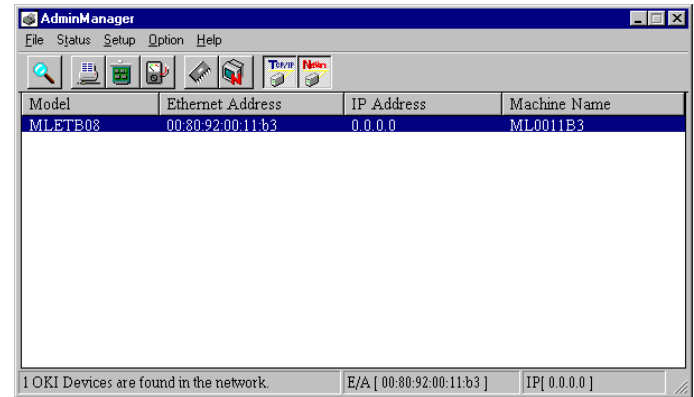 AdminManager
File Status Setup Option Help
TCP/IP
Model Ethernet Address IP Address Machine Name
MLETB08 00:80:92:00:11:b3 0.0.0.0 ML0011B3
1 OKI Devices are found in the network. E/A [ 00:80:92:00:11:b3 ] IP[ 0.0.0.0 ]